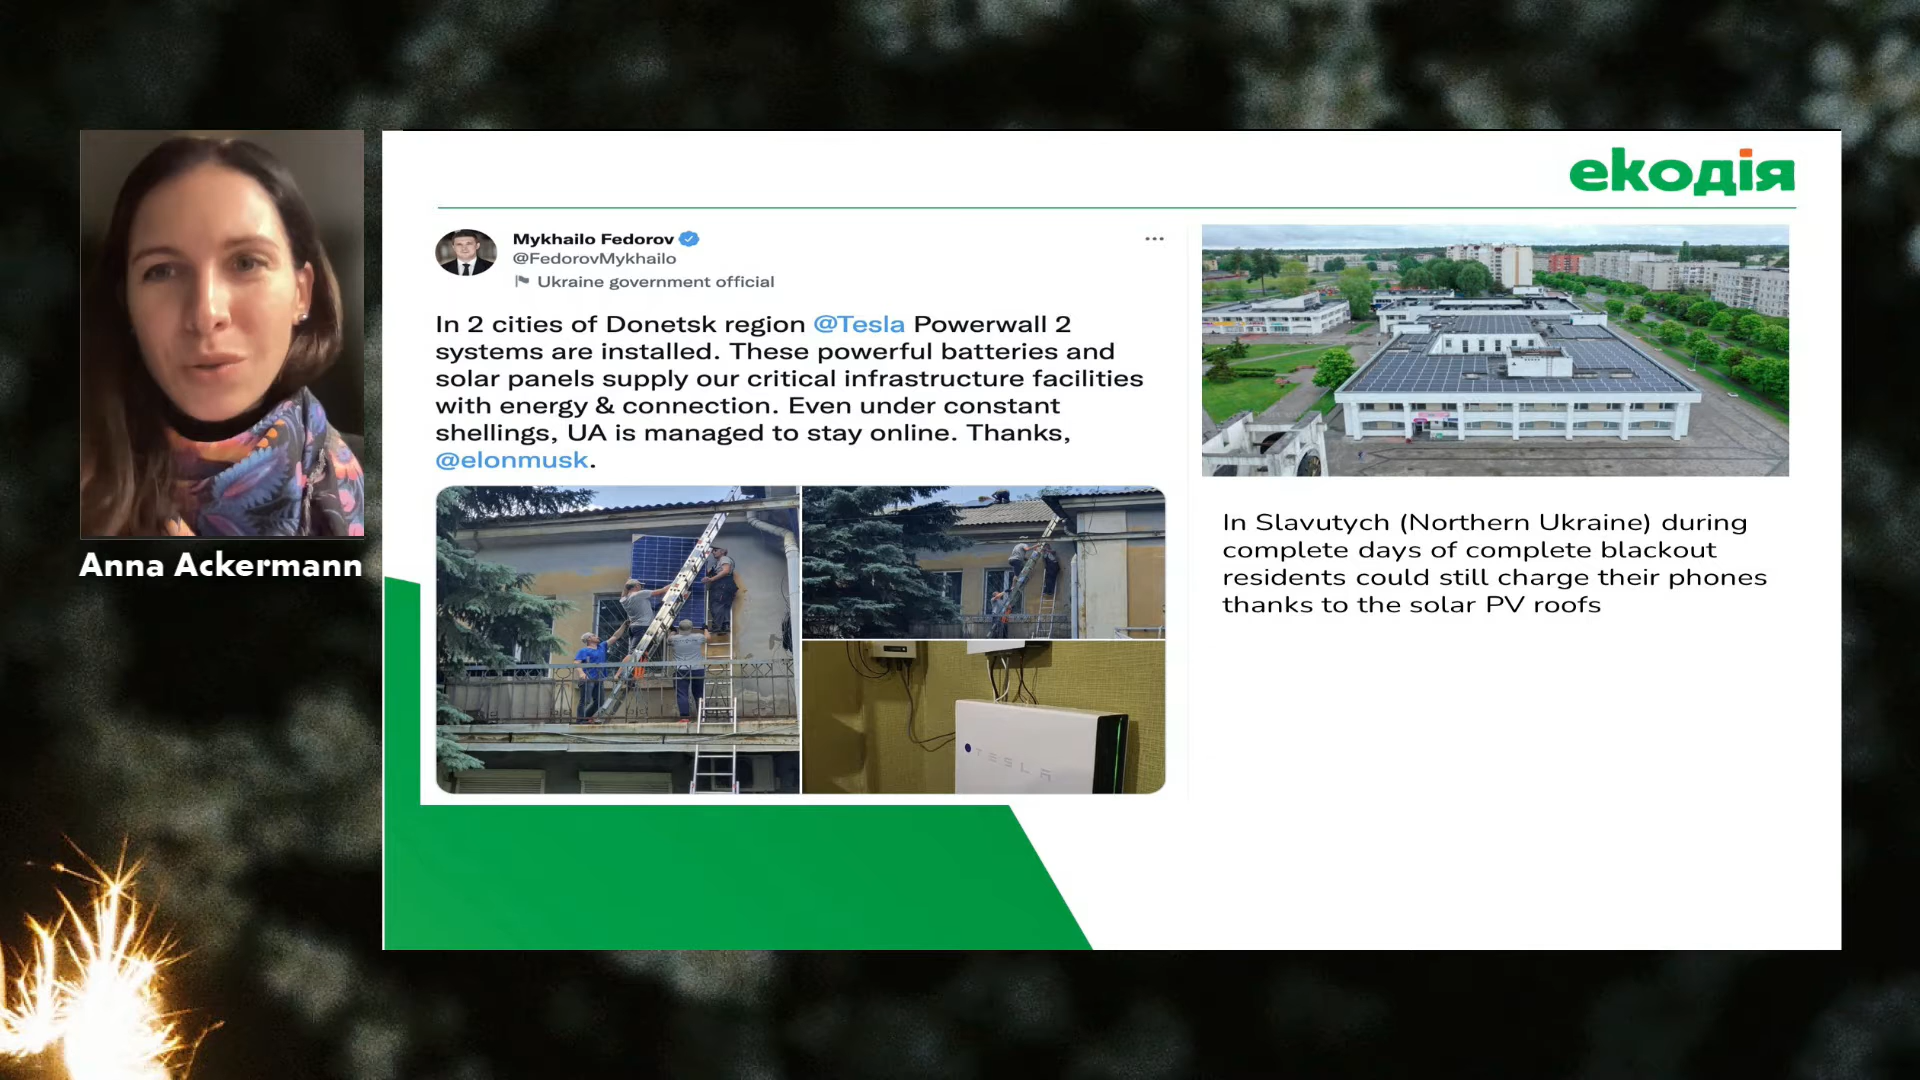 екодія
Mykhailo Fedorov
@FedorovMykhailo
Ukraine government official
In 2 cities of Donetsk region @Tesla Powerwall 2
systems are installed. These powerful batteries and
solar panels supply our critical infrastructure facilities
with energy & connection. Even under constant
shellings, UA is managed to stay online. Thanks,
@elonmusk.
TESLA
In Slavutych (Northern Ukraine) during
complete days of complete blackout
residents could still charge their phones
thanks to the solar PV roofs
Anna Ackermann